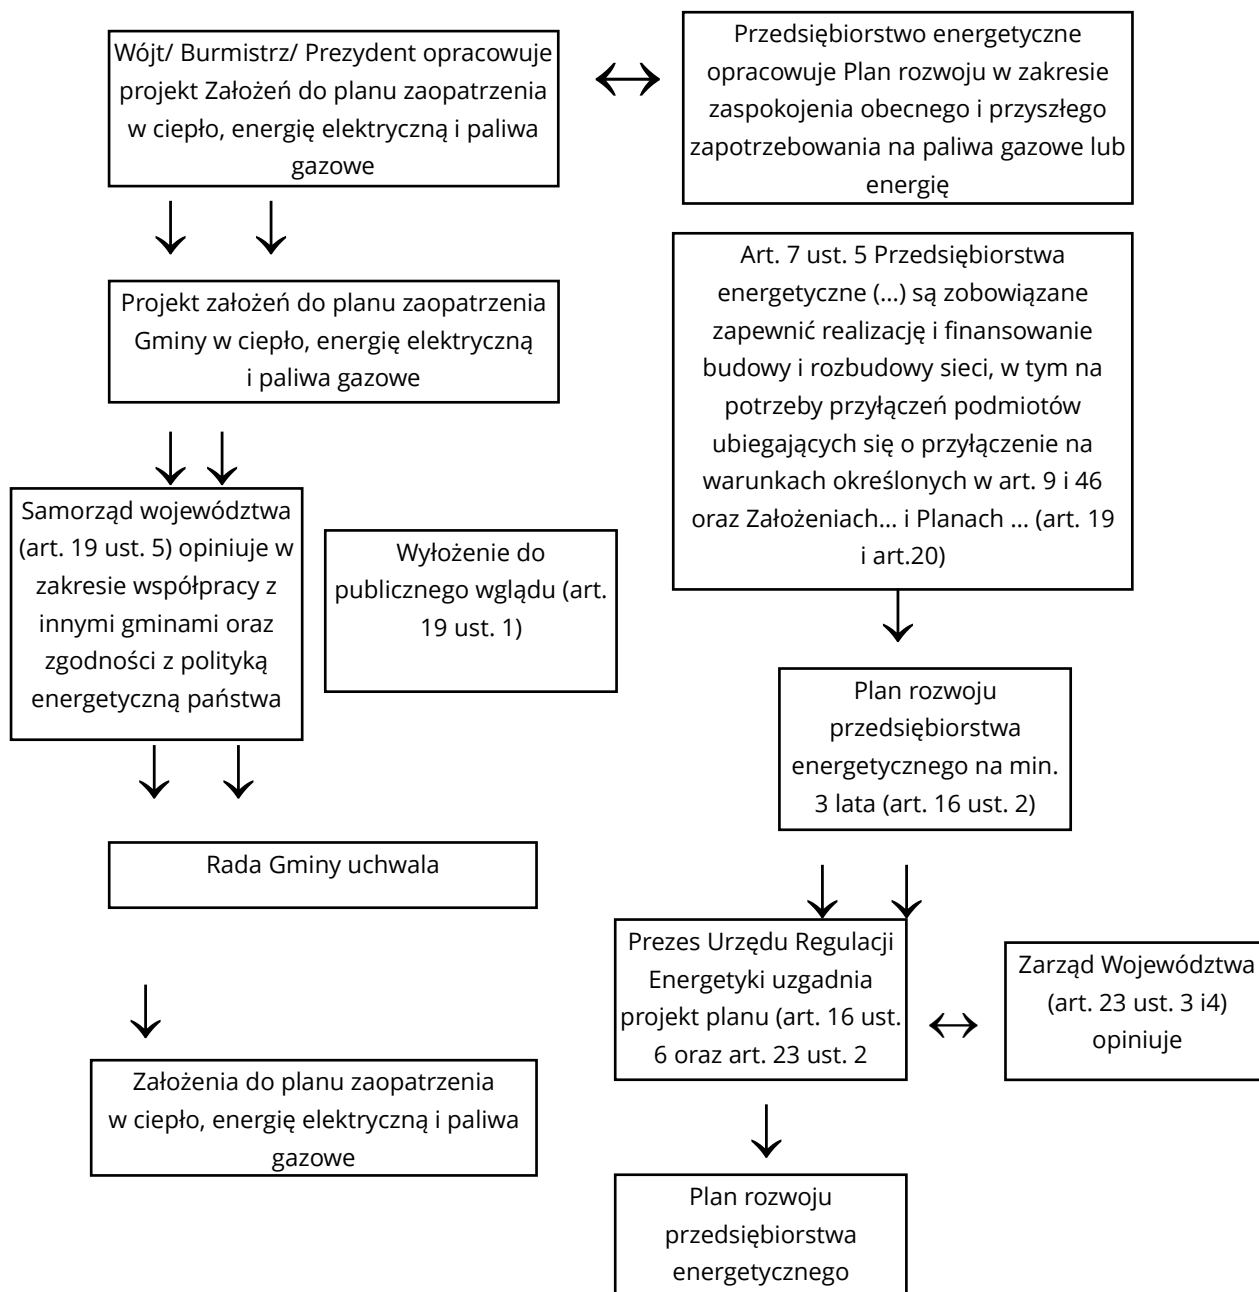 Wójt/ Burmistrz/ Prezydent opracowuje
projekt Założeń do planu zaopatrzenia
w ciepło, energię elektryczną i paliwa
gazowe
Przedsiębiorstwo energetyczne
opracowuje Plan rozwoju w zakresie
zaspokojenia obecnego i przyszłego
zapotrzebowania na paliwa gazowe lub
energię
Projekt założeń do planu zaopatrzenia
Gminy w ciepło, energię elektryczną
i paliwa gazowe
Art. 7 ust. 5 Przedsiębiorstwa
energetyczne (...) są zobowiązane
zapewnić realizację i finansowanie
budowy i rozbudowy sieci, w tym na
potrzeby przyłączeń podmiotów
ubiegających się o przyłączenie na
warunkach określonych w art. 9 i 46
oraz Założeniach... i Planach ... (art. 19
i art.20)
Samorząd województwa
(art. 19 ust. 5) opiniuje w
zakresie współpracy z
innymi gminami oraz
zgodności z polityką
energetyczną państwa
Wyłożenie do
publicznego wglądu (art.
19 ust. 1)
Plan rozwoju
przedsiębiorstwa
energetycznego na min.
3 lata (art. 16 ust. 2)
Rada Gminy uchwala
Prezes Urzędu Regulacji
Energetyki uzgadnia
projekt planu (art. 16 ust.
6 oraz art. 23 ust. 2
Zarząd Województwa
(art. 23 ust. 3 i4)
opiniuje
Założenia do planu zaopatrzenia
w ciepło, energię elektryczną i paliwa
gazowe
Plan rozwoju
przedsiębiorstwa
energetycznego